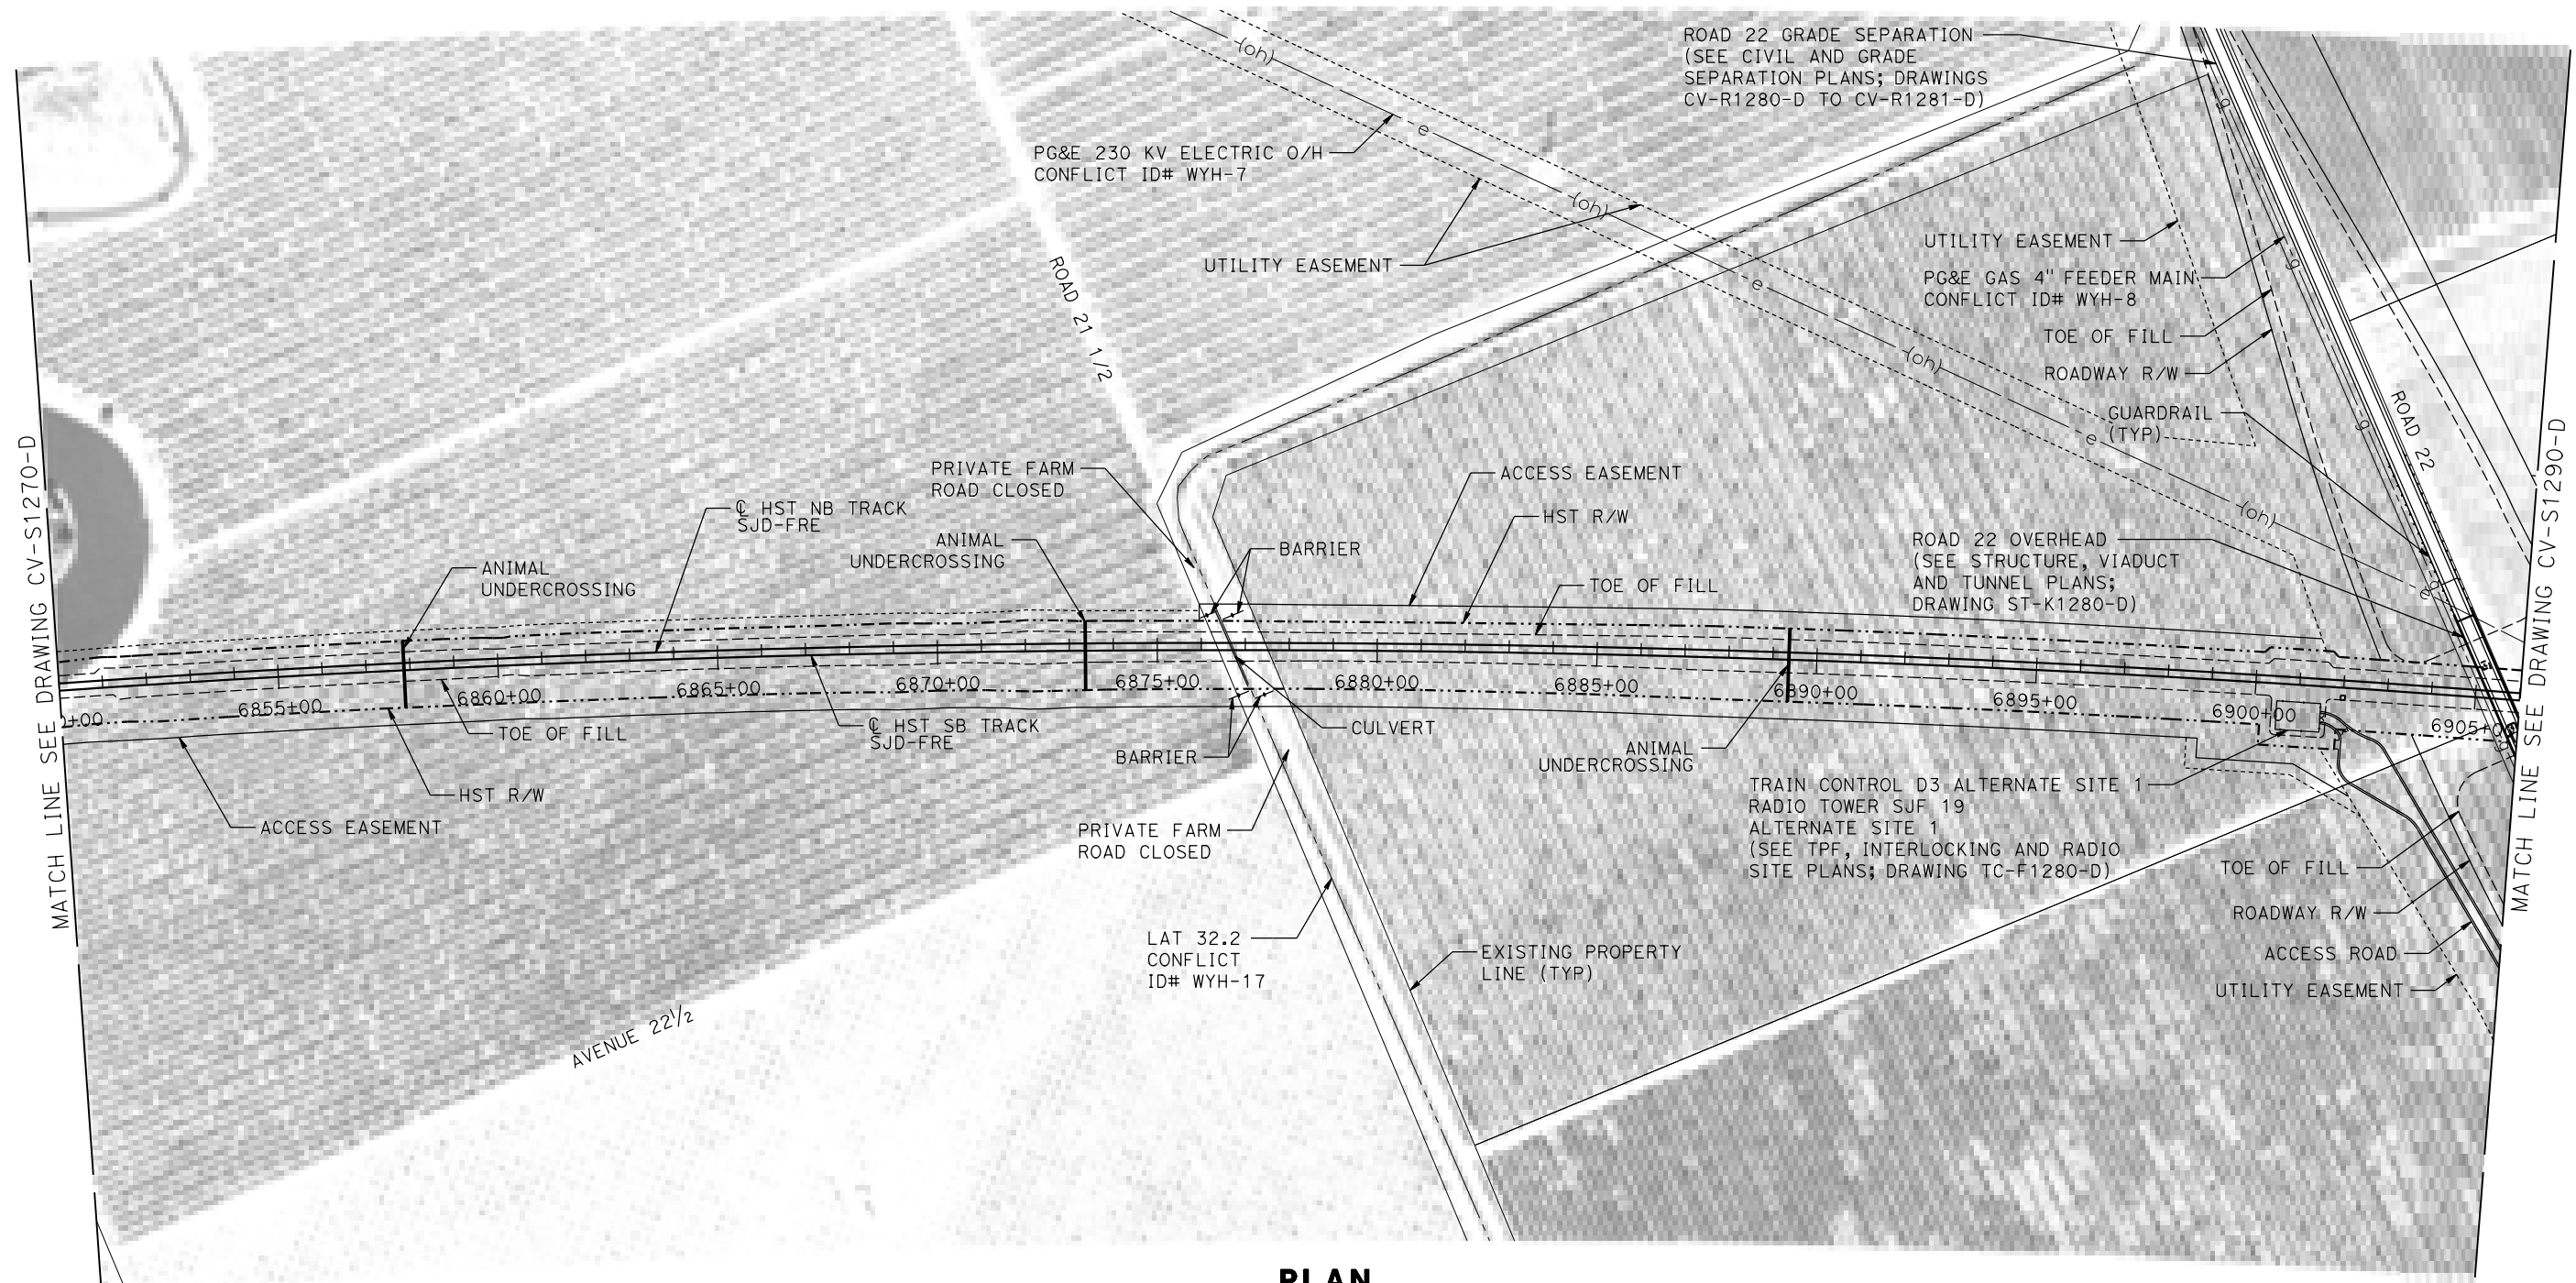 ROAD 22 GRADE SEPARATION
(SEE CIVIL AND GRADE
SEPARATION PLANS; DRAWINGS
CV-R1280-D TO CV-R1281-D)
(oh)
e
PG&E 230 KV ELECTRIC O/H
CONFLICT ID# WYH-7
UTILITY EASEMENT
(oh)
e
g
UTILITY EASEMENT
PG&E GAS 4" FEEDER MAIN
CONFLICT ID# WYH-8
g
TOE OF FILL
ROADWAY R/W
(oh)
GUARDRAIL
(TYP)
e
g
ROAD 22
ROAD 21 1/2
PRIVATE FARM
ROAD CLOSED
ACCESS EASEMENT
HST R/W
℄ HST NB TRACK
SJD-FRE
ANIMAL
UNDERCROSSING
BARRIER
ANIMAL
UNDERCROSSING
TOE OF FILL
(oh)
ROAD 22 OVERHEAD
(SEE STRUCTURE, VIADUCT
AND TUNNEL PLANS;
DRAWING ST-K1280-D)
g
e
MATCH LINE SEE DRAWING CV-S1270-D
MATCH LINE SEE DRAWING CV-S1290-D
0+00
6855+00
6860+00
6865+00
6870+00
6875+00
6880+00
6885+00
6890+00
6895+00
6900+00
6905+00
g
TOE OF FILL
HST R/W
ACCESS EASEMENT
℄ HST SB TRACK
SJD-FRE
BARRIER
CULVERT
ANIMAL
UNDERCROSSING
TRAIN CONTROL D3 ALTERNATE SITE 1
RADIO TOWER SJF 19
ALTERNATE SITE 1
(SEE TPF, INTERLOCKING AND RADIO
SITE PLANS; DRAWING TC-F1280-D)
PRIVATE FARM
ROAD CLOSED
TOE OF FILL
ROADWAY R/W
ACCESS ROAD
UTILITY EASEMENT
LAT 32.2
CONFLICT
ID# WYH-17
EXISTING PROPERTY
LINE (TYP)
AVENUE 22½
PLAN